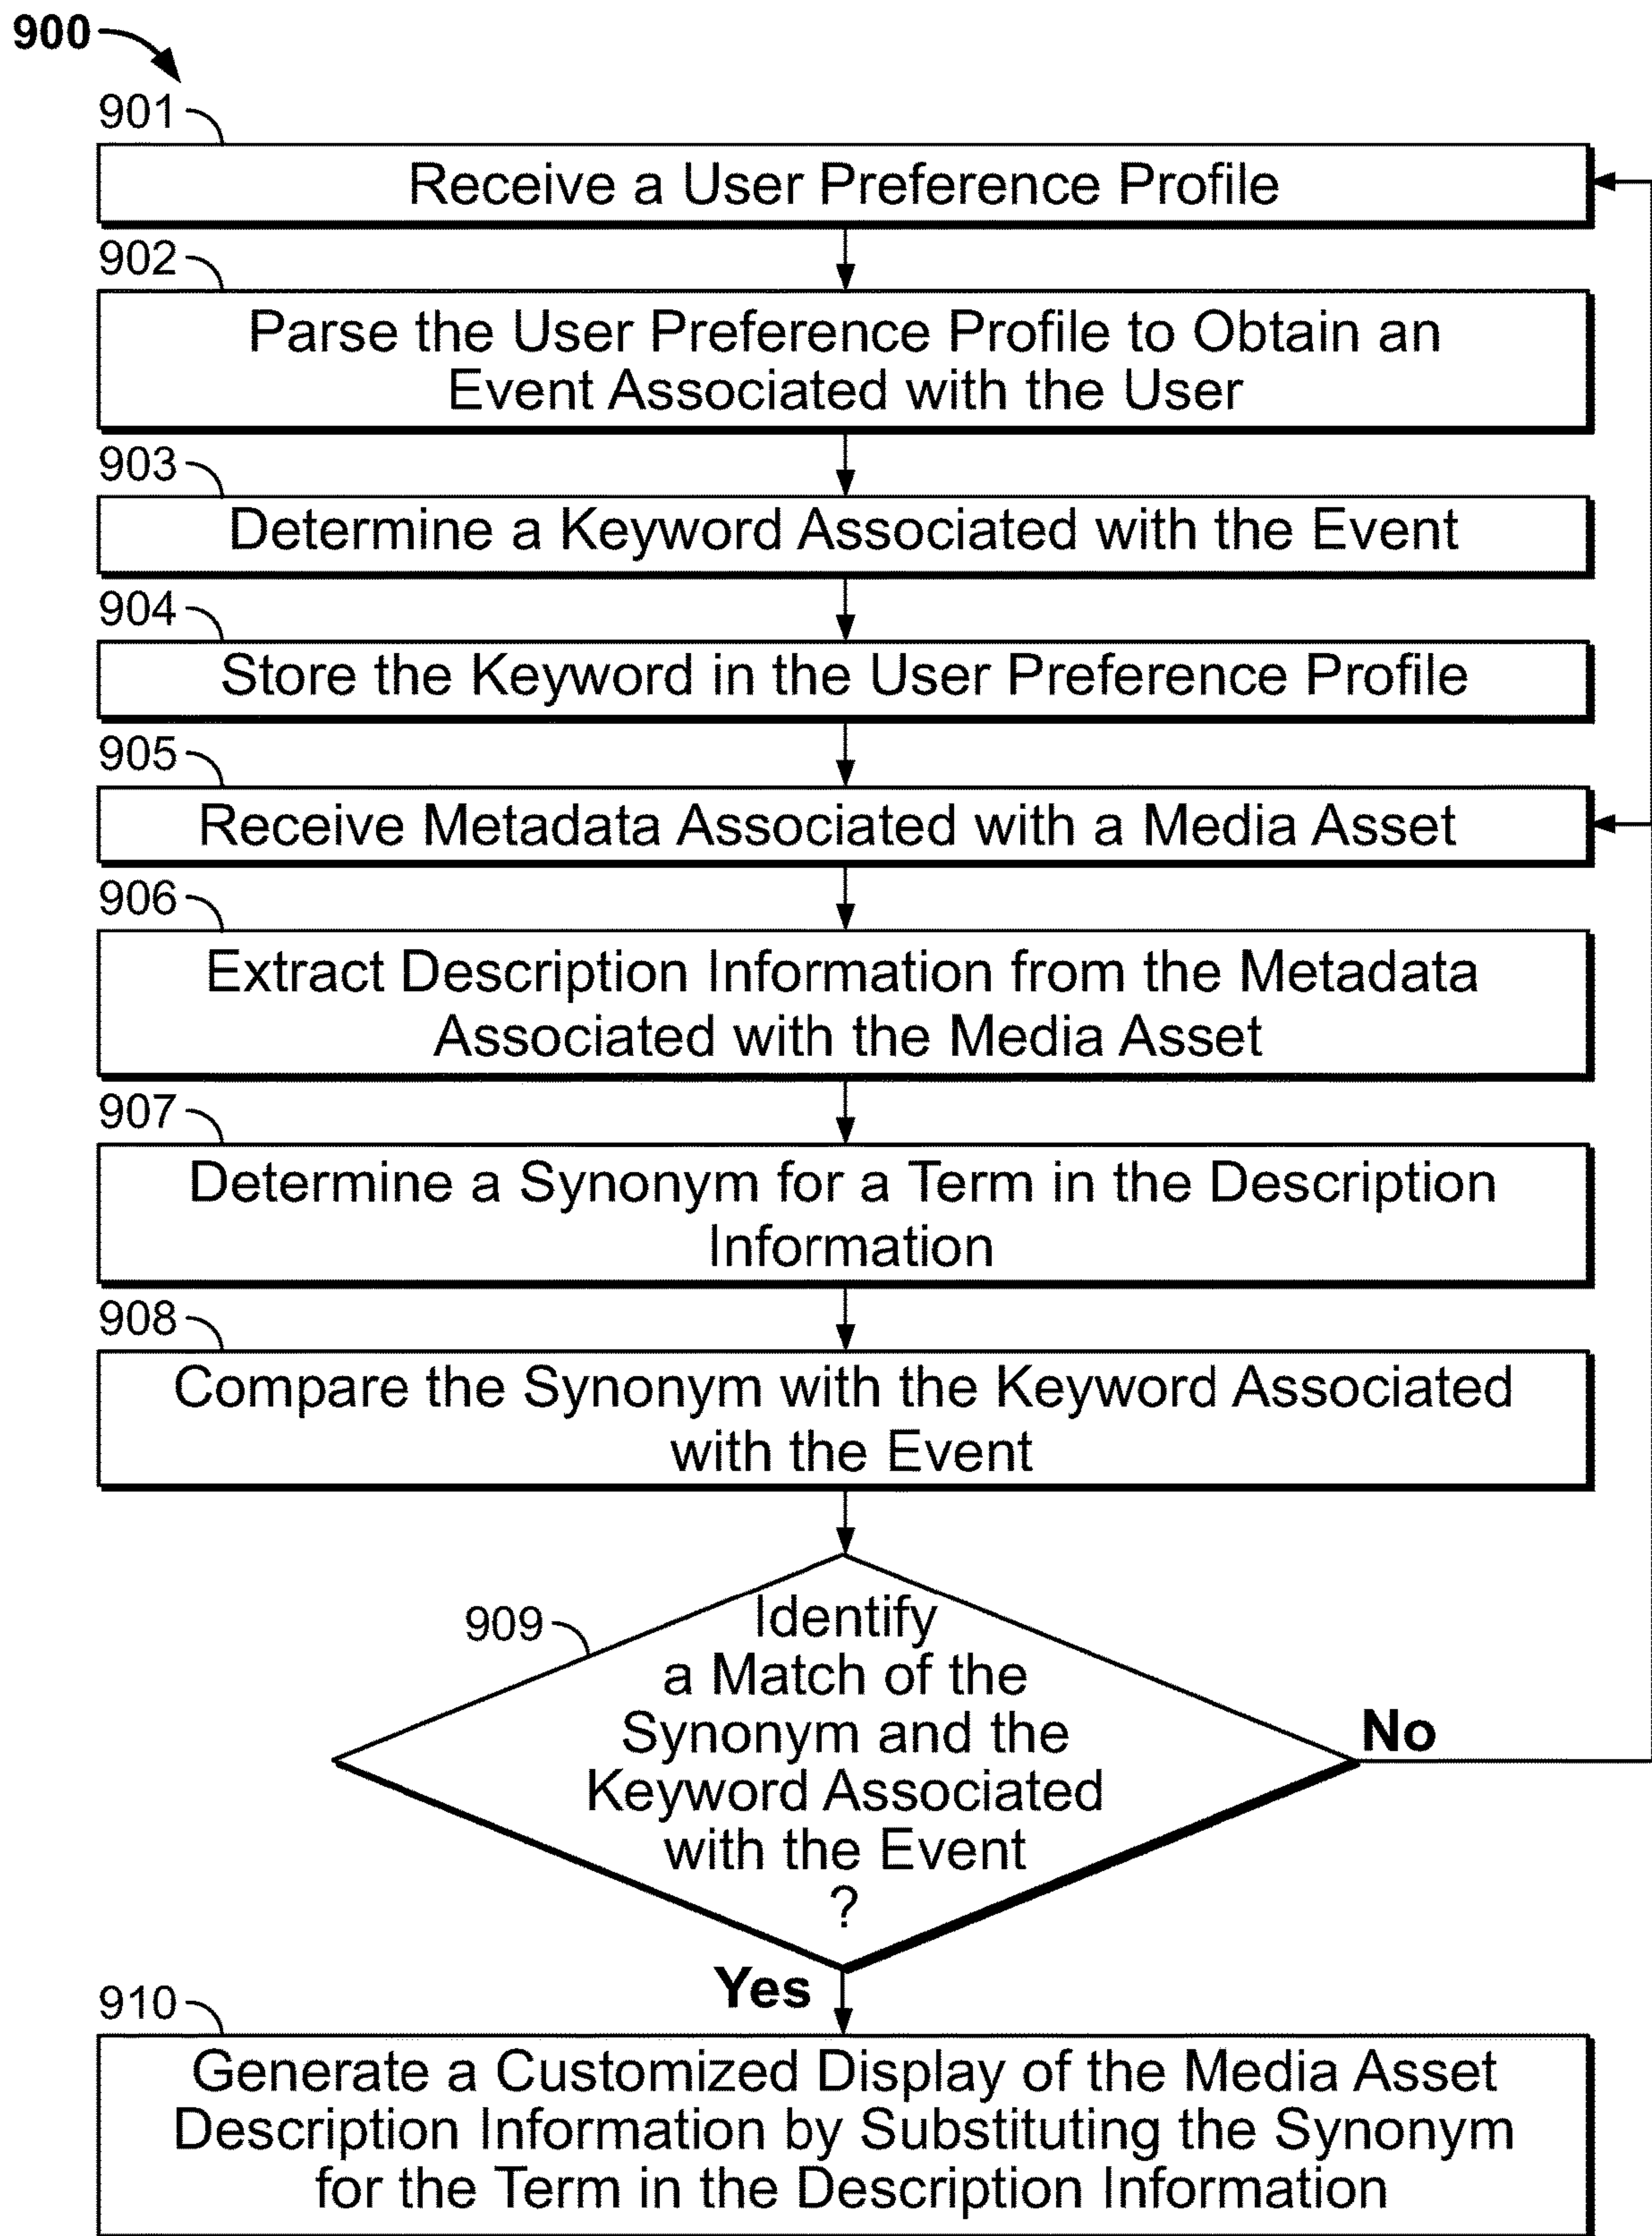 900
901
Receive a User Preference Profile
902
Parse the User Preference Profile to Obtain an
Event Associated with the User
903
Determine a Keyword Associated with the Event
904
Store the Keyword in the User Preference Profile
905
Receive Metadata Associated with a Media Asset
906
Extract Description Information from the Metadata
Associated with the Media Asset
907
Determine a Synonym for a Term in the Description
Information
908
Compare the Synonym with the Keyword Associated
with the Event
909
Identify
a Match of the
Synonym and the
Keyword Associated
with the Event
?
No
Yes
910
Generate a Customized Display of the Media Asset
Description Information by Substituting the Synonym
for the Term in the Description Information